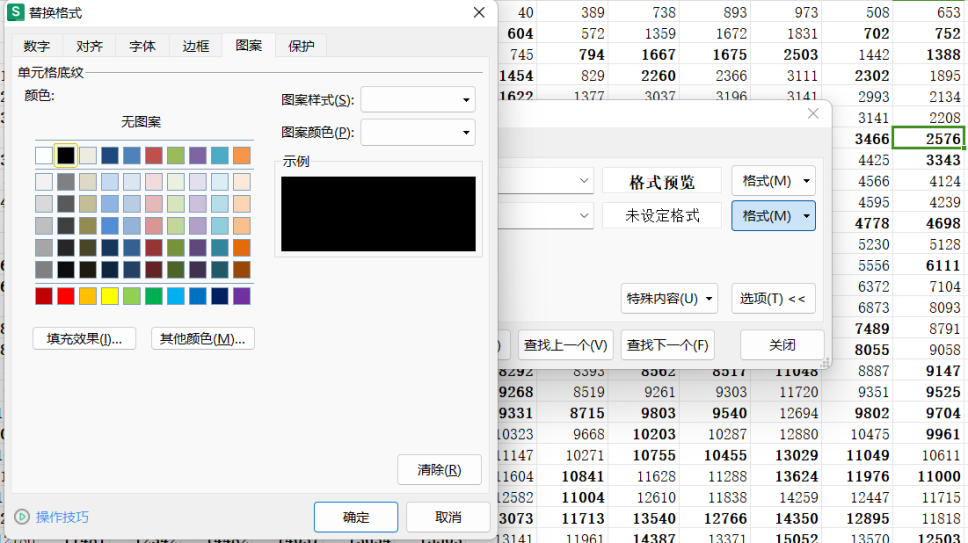 S 替换格式
数字 对齐 字体 边框 图案 保护
单元格底纹
颜色:
无图案
图案样式(S):
图案颜色(P):
示例
填充效果(I)... 其他颜色(M)...
清除(R)
操作技巧 确定 取消
格式预览 格式(M)
未设定格式 格式(M)
特殊内容(U) 选项(T) <<
查找上一个(V) 查找下一个(F) 关闭
40 389 738 893 973 508 653
604 572 1359 1672 1831 702 752
745 794 1667 1675 2503 1442 1388
1454 829 2260 2366 3111 2302 1895
1622 1377 3037 3196 3141 2993 2134
3141 2208
3466 2576
4425 3343
4566 4124
4595 4239
4778 4698
5230 5128
5556 6111
6372 7104
6873 8093
7489 8791
8055 9058
8292 8393 8562 8517 11048 8887 9147
9268 8519 9261 9303 11720 9351 9525
9331 8715 9803 9540 12694 9802 9704
10323 9668 10203 10287 12880 10475 9961
11147 10271 10755 10455 13029 11049 10611
11604 10841 11628 11288 13624 11976 11000
12582 11004 12610 11838 14259 12447 11715
13073 11713 13540 12766 14350 12895 11818
13141 11961 14387 13371 15052 13570 12503